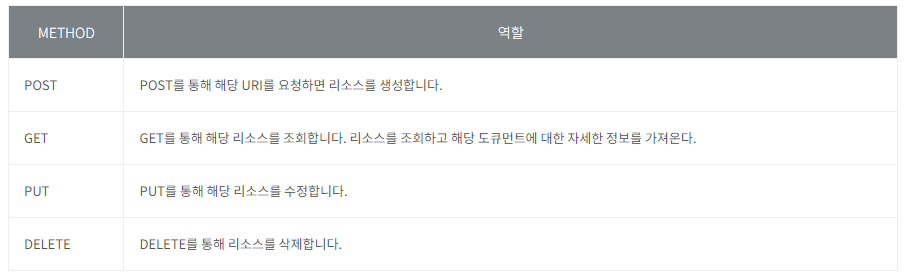 METHOD 역할
POST POST를 통해 해당 URI를 요청하면 리소스를 생성합니다.
GET GET를 통해 해당 리소스를 조회합니다. 리소스를 조회하고 해당 도큐먼트에 대한 자세한 정보를 가져온다.
PUT PUT를 통해 해당 리소스를 수정합니다.
DELETE DELETE를 통해 리소스를 삭제합니다.